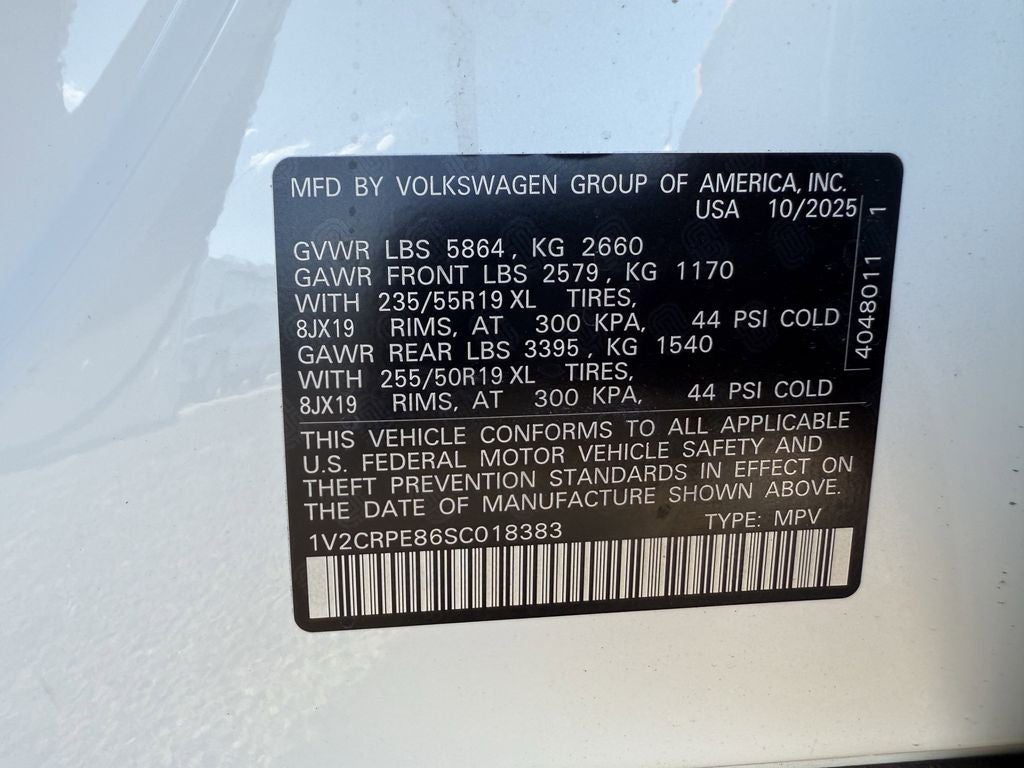 MFD BY VOLKSWAGEN GROUP OF AMERICA, INC.
USA 10/2025
GVWR LBS 5864, KG 2660
GAWR FRONT LBS 2579, KG 1170
WITH 235/55R19 XL TIRES,
8JX19 RIMS, AT 300 KPA, 44 PSI COLD
GAWR REAR LBS 3395, KG 1540
WITH 255/50R19 XL TIRES,
8JX19 RIMS, AT 300 KPA, 44 PSI COLD
4048011 1
THIS VEHICLE CONFORMS TO ALL APPLICABLE
U.S. FEDERAL MOTOR VEHICLE SAFETY AND
THEFT PREVENTION STANDARDS IN EFFECT ON
THE DATE OF MANUFACTURE SHOWN ABOVE.
1V2CRPE86SC018383 TYPE: MPV